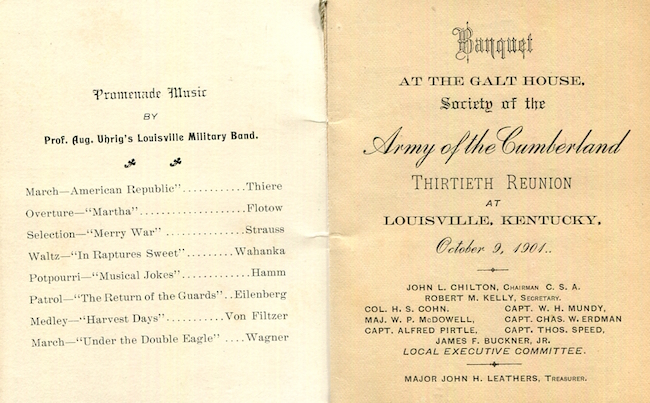 Promenade Music
BY
Prof. Aug. Uhrig's Louisville Military Band.
March—American Republic"...........Thiere
Overture—"Martha"..................Flotow
Selection—"Merry War" ..............Strauss
Waltz—"In Raptures Sweet"........Wahanka
Potpourri—"Musical Jokes"............Hamm
Patrol—"The Return of the Guards"..Eilenberg
Medley—"Harvest Days"..........Von Filtzer
March—"Under the Double Eagle" ....Wagner
Banquet
AT THE GALT HOUSE,
Society of the
Army of the Cumberland
THIRTIETH REUNION
AT
LOUISVILLE, KENTUCKY,
October 9, 1901..
JOHN L. CHILTON, CHAIRMAN C. S. A.
ROBERT M. KELLY, SECRETARY.
COL. H. S. COHN, CAPT. W. H. MUNDY,
MAJ. W. P. McDOWELL, CAPT. CHAS. W. ERDMAN
CAPT. ALFRED PIRTLE, CAPT. THOS. SPEED,
JAMES F. BUCKNER, JR.
LOCAL EXECUTIVE COMMITTEE.
MAJOR JOHN H. LEATHERS, TREASURER.